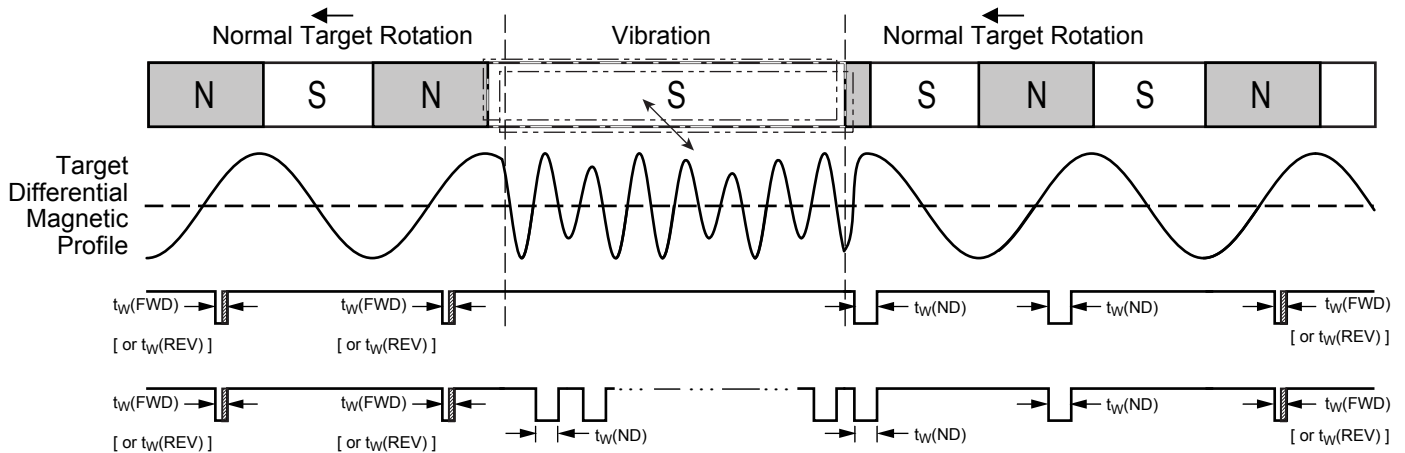 Normal Target Rotation Vibration Normal Target Rotation
N S N S S N S N
Target
Differential
Magnetic
Profile
tW(FWD) tW(FWD) tW(ND) tW(ND) tW(FWD)
[ or tW(REV) ] [ or tW(REV) ] [ or tW(REV) ]
tW(FWD) tW(FWD) tW(ND) tW(FWD)
tW(ND) tW(ND)
[ or tW(REV) ] [ or tW(REV) ] [ or tW(REV) ]